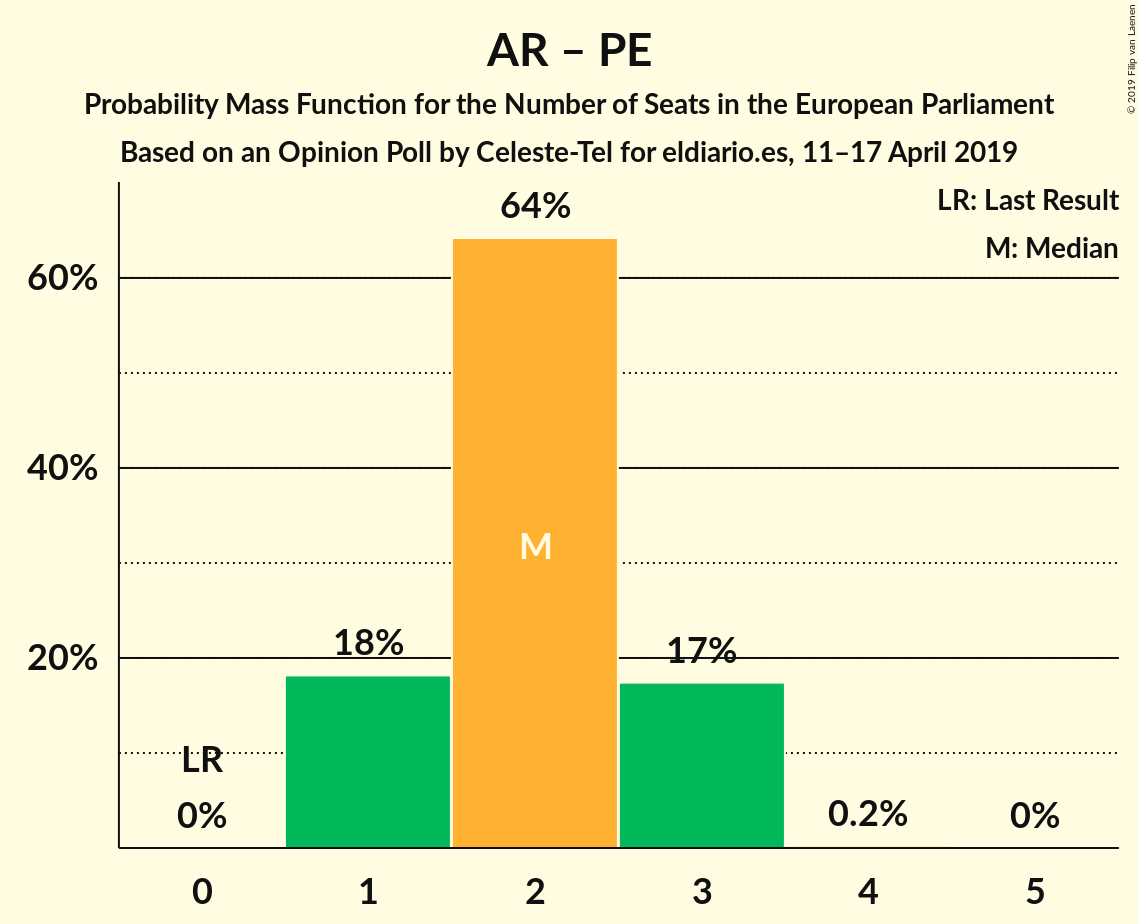 AR – PE
Probability Mass Function for the Number of Seats in the European Parliament
Based on an Opinion Poll by Celeste-Tel for eldiario.es, 11–17 April 2019
© 2019 Filip van Laenen
LR: Last Result
M: Median
64%
60%
40%
M
18%
17%
20%
LR
0%
0.2%
0%
0 1 2 3 4 5